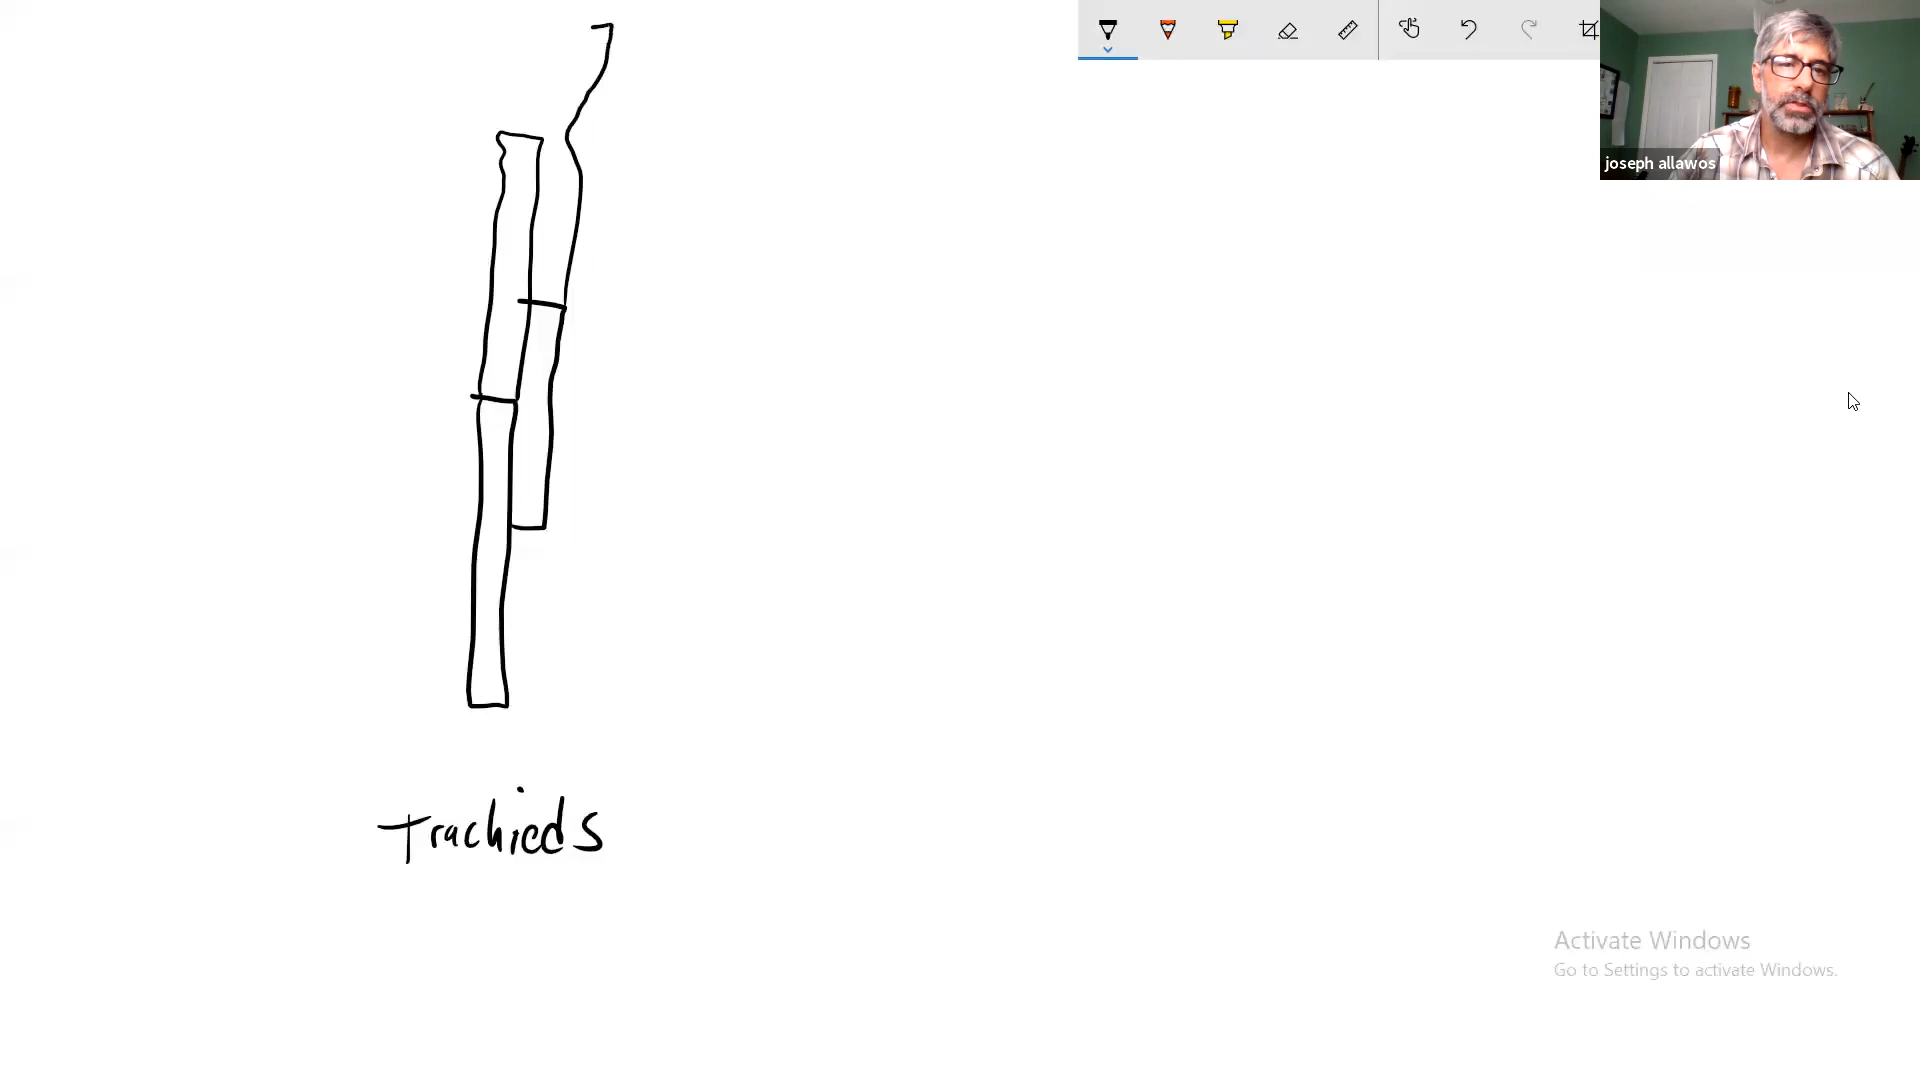 joseph allawos
Trachieds
Activate Windows
Go to Settings to activate Windows.